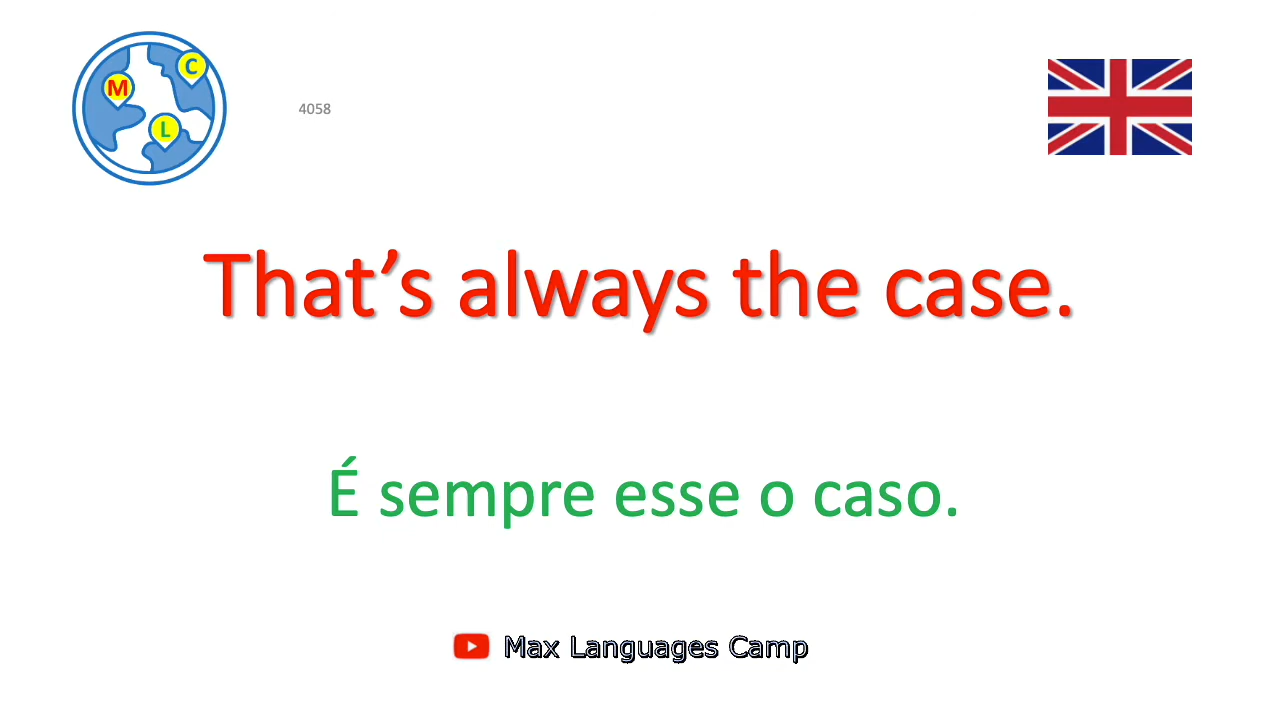 M
C
L
4058
That’s always the case.
É sempre esse o caso.
Max Languages Camp